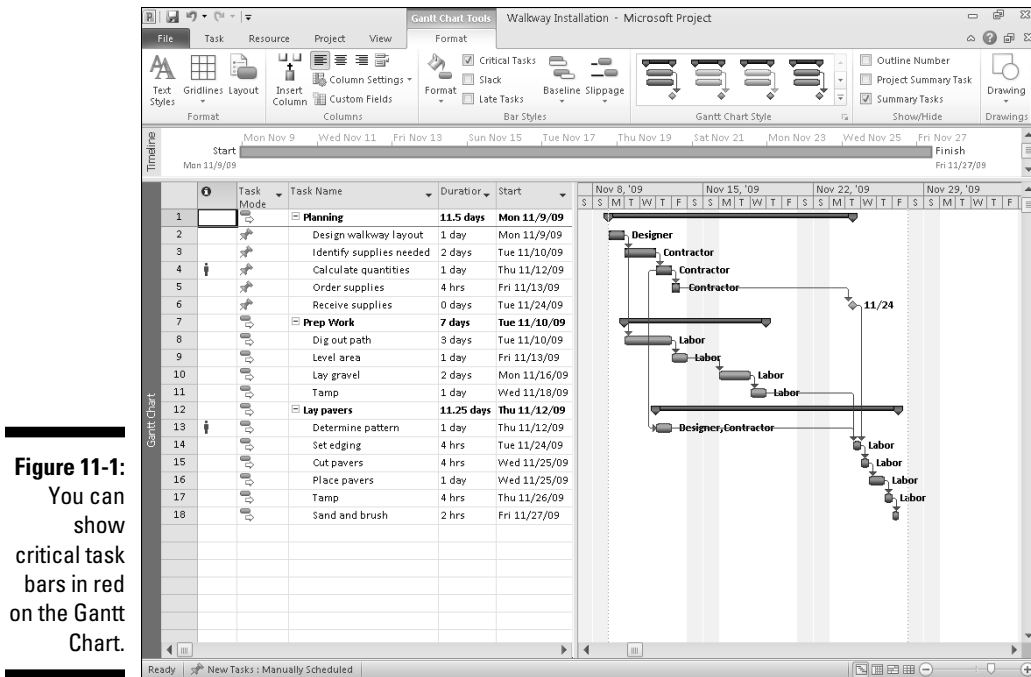 Gantt Chart Tools Walkway Installation - Microsoft Project
File Task Resource Project View Format
Text Styles Gridlines Layout Insert Column Column Settings Custom Fields Format Critical Tasks Slack Late Tasks Baseline Slippage Outline Number Project Summary Task Summary Tasks Drawing
Format Columns Bar Styles Gantt Chart Style Show/Hide Drawings
Timeline
Mon Nov 9 Wed Nov 11 Fri Nov 13 Sun Nov 15 Tue Nov 17 Thu Nov 19 Sat Nov 21 Mon Nov 23 Wed Nov 25 Fri Nov 27
Start Finish
Mon 11/9/09 Fri 11/27/09
Task Mode Task Name Duration Start Nov 8, '09 Nov 15, '09 Nov 22, '09 Nov 29, '09
S S M T W T F S S M T W T F S S M T W T F S S M T W T F
1 Planning 11.5 days Mon 11/9/09
2 Design walkway layout 1 day Mon 11/9/09 Designer
3 Identify supplies needed 2 days Tue 11/10/09 Contractor
4 Calculate quantities 1 day Thu 11/12/09 Contractor
5 Order supplies 4 hrs Fri 11/13/09 Contractor
6 Receive supplies 0 days Tue 11/24/09 11/24
7 Prep Work 7 days Tue 11/10/09
8 Dig out path 3 days Tue 11/10/09 Labor
9 Level area 1 day Fri 11/13/09 Labor
10 Lay gravel 2 days Mon 11/16/09 Labor
11 Tamp 1 day Wed 11/18/09 Labor
12 Lay pavers 11.25 days Thu 11/12/09
13 Determine pattern 1 day Thu 11/12/09 Designer,Contractor
14 Set edging 4 hrs Tue 11/24/09 Labor
15 Cut pavers 4 hrs Wed 11/25/09 Labor
16 Place pavers 1 day Wed 11/25/09 Labor
17 Tamp 4 hrs Thu 11/26/09 Labor
18 Sand and brush 2 hrs Fri 11/27/09
Gantt Chart
Ready New Tasks : Manually Scheduled
Figure 11-1:
You can
show
critical task
bars in red
on the Gantt
Chart.